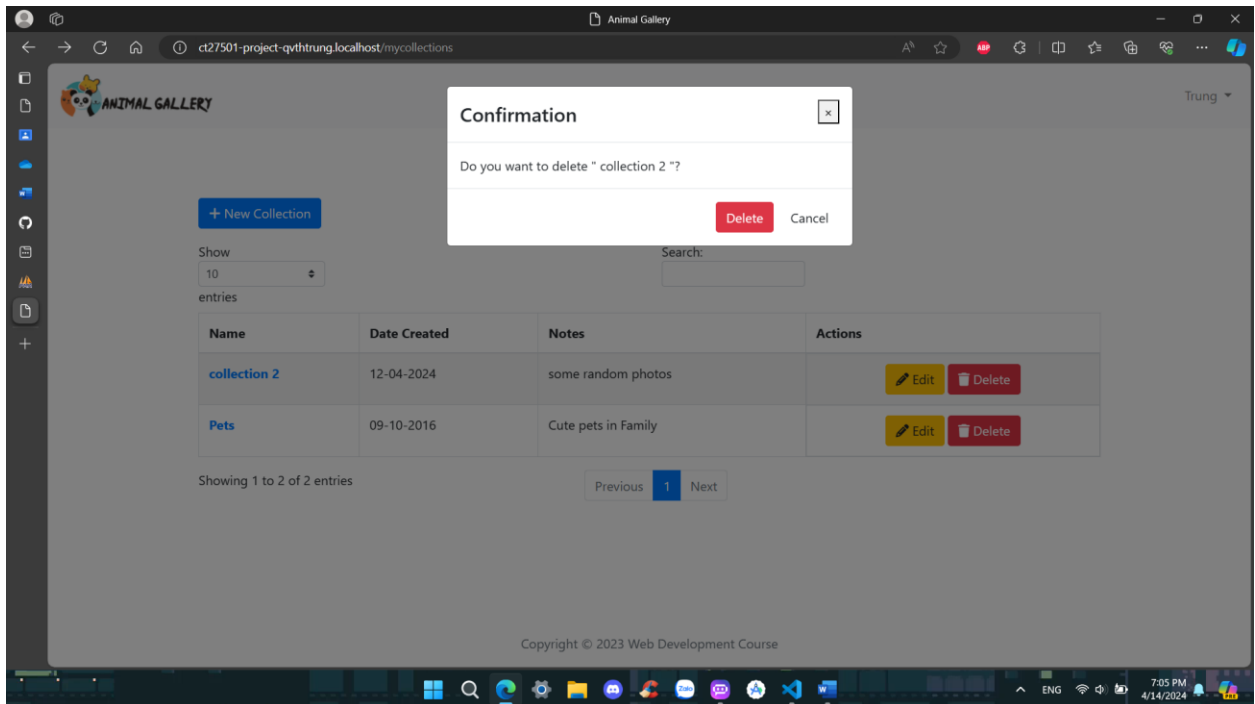 Animal Gallery
ct27501-project-qvthtrung.localhost/mycollections
ABP
ANIMAL GALLERY
Trung
Confirmation
×
Do you want to delete " collection 2 "?
Delete Cancel
+ New Collection
Show
10
entries
Search:
Name Date Created Notes Actions
collection 2 12-04-2024 some random photos Edit Delete
Pets 09-10-2016 Cute pets in Family Edit Delete
Showing 1 to 2 of 2 entries
Previous 1 Next
Copyright © 2023 Web Development Course
Zalo
ENG
7:05 PM
4/14/2024
PRE